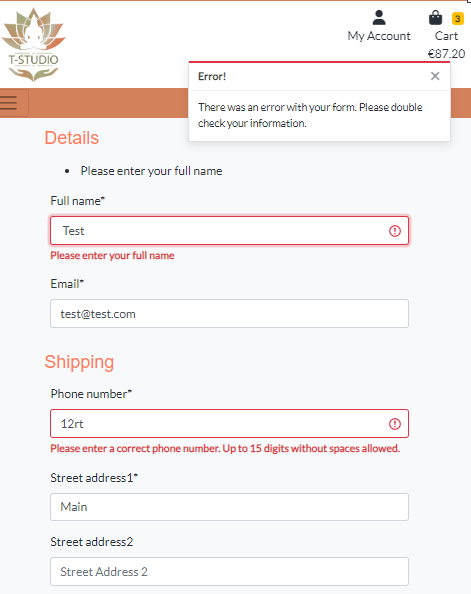 T-STUDIO
My Account
3
Cart
€87.20
Error!
×
There was an error with your form. Please double
check your information.
Details
• Please enter your full name
Full name*
Test
Please enter your full name
Email*
test@test.com
Shipping
Phone number*
12rt
Please enter a correct phone number. Up to 15 digits without spaces allowed.
Street address1*
Main
Street address2
Street Address 2